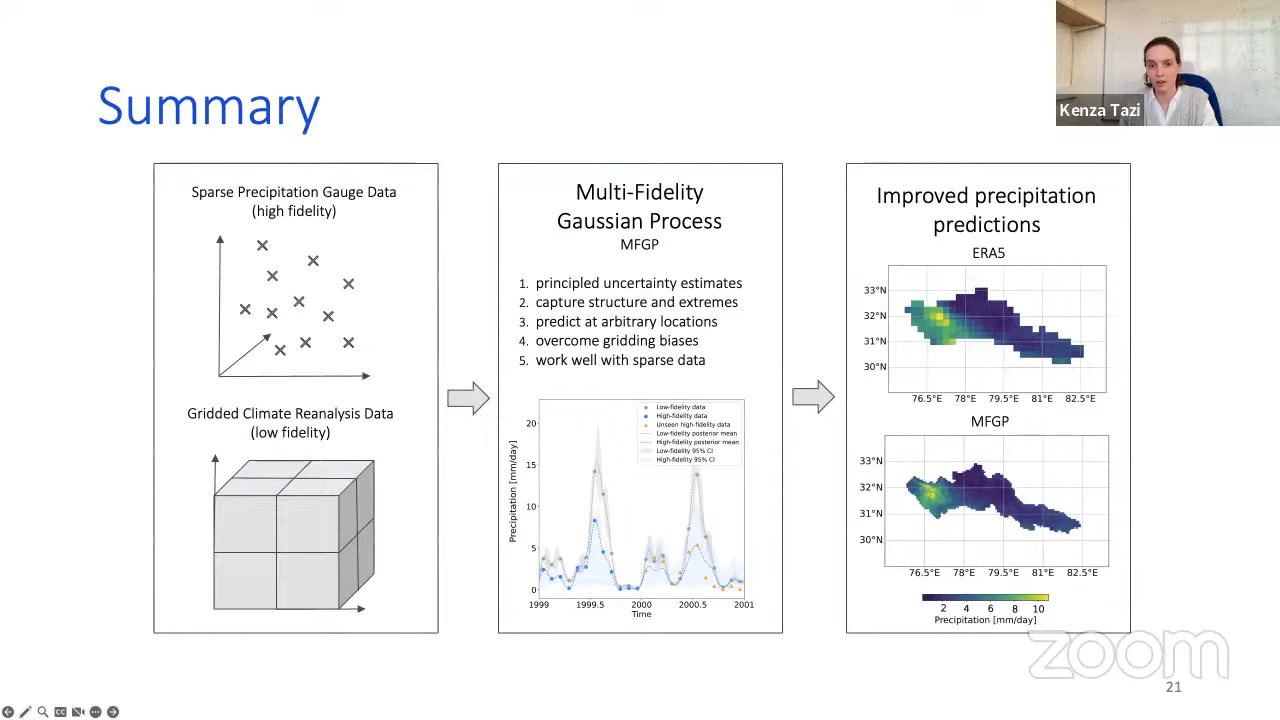 Kenza Tazi
Summary
Sparse Precipitation Gauge Data
(high fidelity)
Gridded Climate Reanalysis Data
(low fidelity)
Multi-Fidelity
Gaussian Process
MFGP
1. principled uncertainty estimates
2. capture structure and extremes
3. predict at arbitrary locations
4. overcome gridding biases
5. work well with sparse data
Low-fidelity data
High-fidelity data
Unseen high-fidelity data
Low-fidelity posterior mean
High-fidelity posterior mean
Low-fidelity 95% CI
High-fidelity 95% CI
Precipitation [mm/day]
20
15
10
5
0
1999 1999.5 2000 2000.5 2001
Time
Improved precipitation
predictions
ERA5
33°N
32°N
31°N
30°N
76.5°E 78°E 79.5°E 81°E 82.5°E
MFGP
33°N
32°N
31°N
30°N
76.5°E 78°E 79.5°E 81°E 82.5°E
2 4 6 8 10
Precipitation [mm/day]
zoom
21
CC